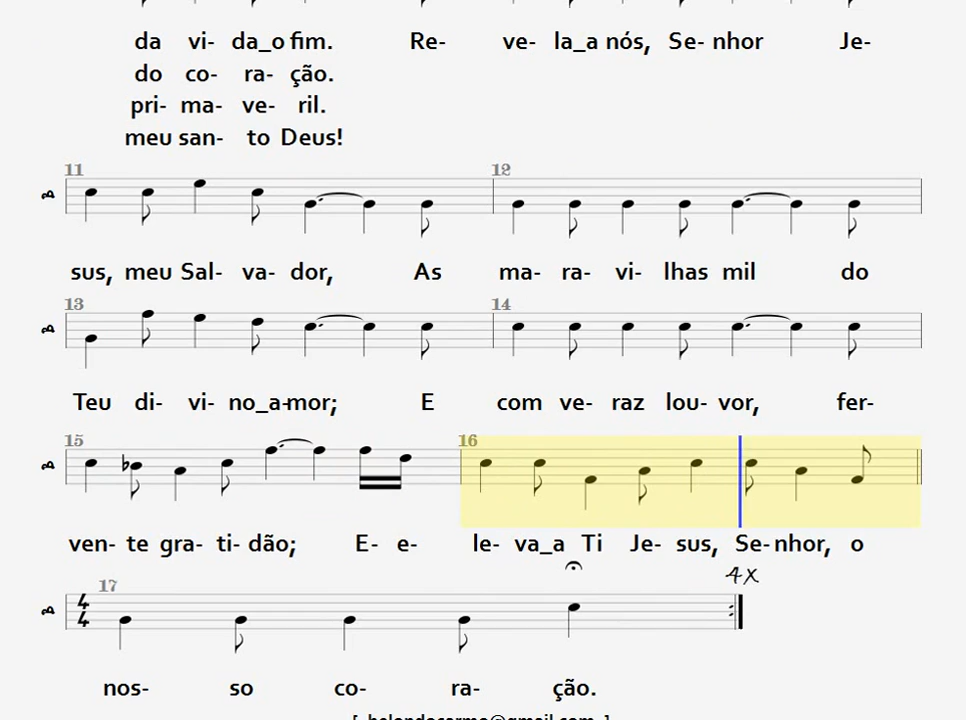 da vi- da_o fim. Re- ve- la_a nós, Se- nhor Je-
do co- ra- ção.
pri- ma- ve- ril.
meu san- to Deus!
11 12
sus, meu Sal- va- dor, As ma- ra- vi- lhas mil do
13 14
Teu di- vi- no_a-mor; E com ve- raz lou- vor, fer-
15 16
ven- te gra- ti- dão; E- e- le- va_a Ti Je- sus, Se-nhor, o
4X
17
4
4
nos- so co- ra- ção.